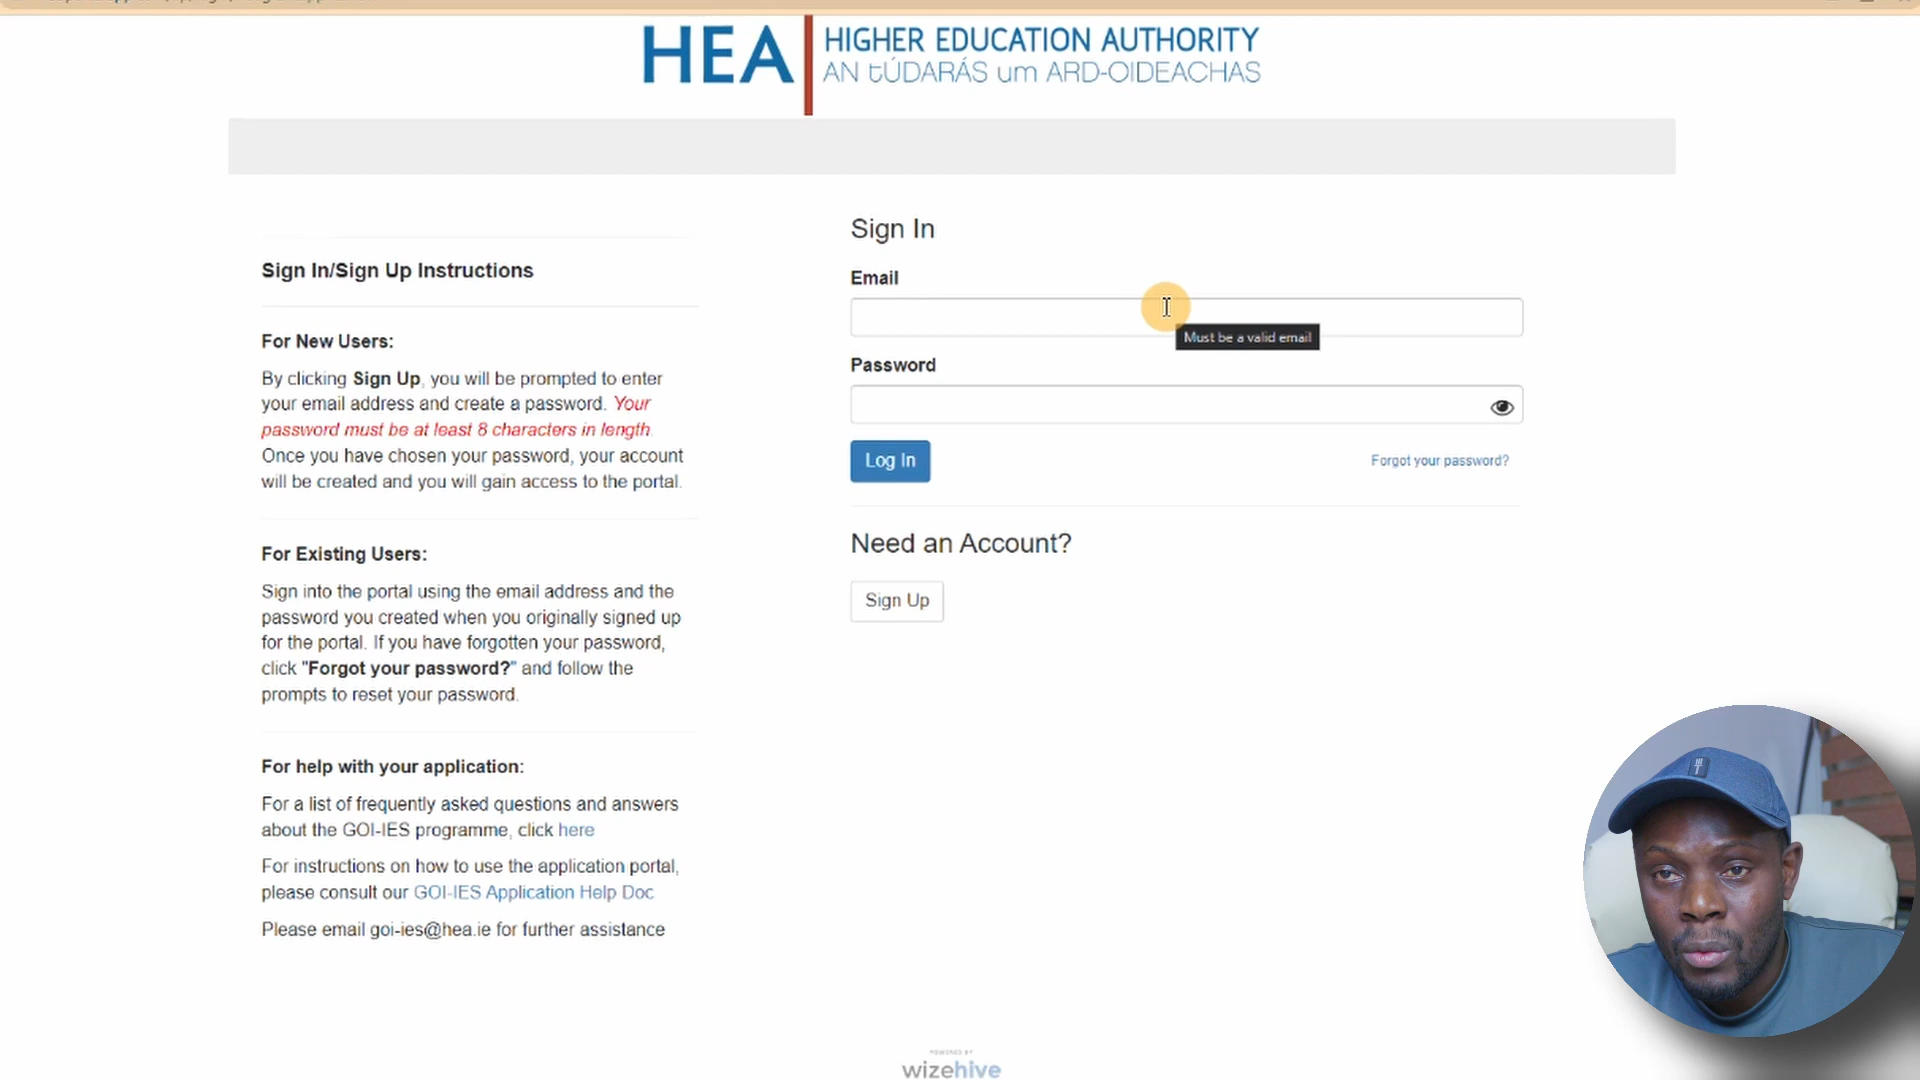 HEA
HIGHER EDUCATION AUTHORITY
AN tÚDARÁS um ARD-OIDEACHAS
Sign In/Sign Up Instructions
For New Users:
By clicking Sign Up, you will be prompted to enter
your email address and create a password. Your
password must be at least 8 characters in length.
Once you have chosen your password, your account
will be created and you will gain access to the portal.
For Existing Users:
Sign into the portal using the email address and the
password you created when you originally signed up
for the portal. If you have forgotten your password,
click "Forgot your password?" and follow the
prompts to reset your password.
For help with your application:
For a list of frequently asked questions and answers
about the GOI-IES programme, click here
For instructions on how to use the application portal,
please consult our GOI-IES Application Help Doc
Please email goi-ies@hea.ie for further assistance
Sign In
Email
Must be a valid email
Password
Log In
Forgot your password?
Need an Account?
Sign Up
POWERED BY
wizehive